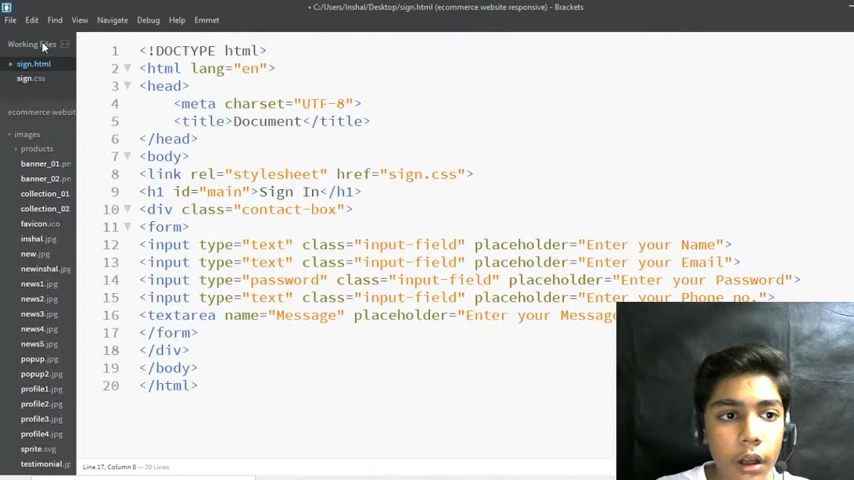 • C:/Users/Inshal/Desktop/sign.html (ecommerce website responsive) - Brackets
File Edit Find View Navigate Debug Help Emmet
Working Files
• sign.html
sign.css
ecommerce websit
images
products
banner_01.pn
banner_02.pn
collection_01
collection_02
favicon.ico
inshal.jpg
new.jpg
newinshal.jpg
news1.jpg
news2.jpg
news3.jpg
news4.jpg
news5.jpg
popup.jpg
popup2.jpg
profile1.jpg
profile2.jpg
profile3.jpg
profile4.jpg
sprite.svg
testimonial.jp
1 <!DOCTYPE html>
2 <html lang="en">
3 <head>
4 <meta charset="UTF-8">
5 <title>Document</title>
6 </head>
7 <body>
8 <link rel="stylesheet" href="sign.css">
9 <h1 id="main">Sign In</h1>
10 <div class="contact-box">
11 <form>
12 <input type="text" class="input-field" placeholder="Enter your Name">
13 <input type="text" class="input-field" placeholder="Enter your Email">
14 <input type="password" class="input-field" placeholder="Enter your Password">
15 <input type="text" class="input-field" placeholder="Enter your Phone no.">
16 <textarea name="Message" placeholder="Enter your Message
17 </form>
18 </div>
19 </body>
20 </html>
Line 17, Column 8 — 20 Lines